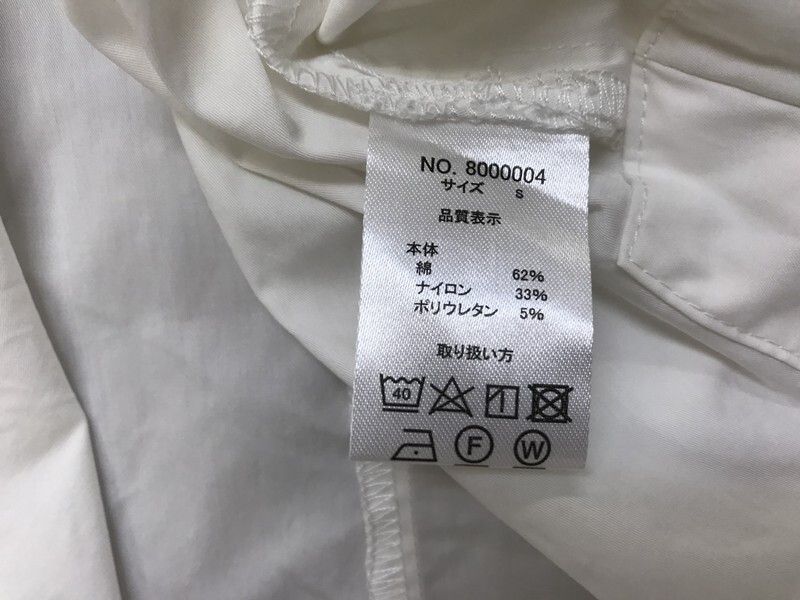 NO. 8000004
サイズ S
品質表示
本体
綿 62%
ナイロン 33%
ポリウレタン 5%
取り扱い方
40
F W